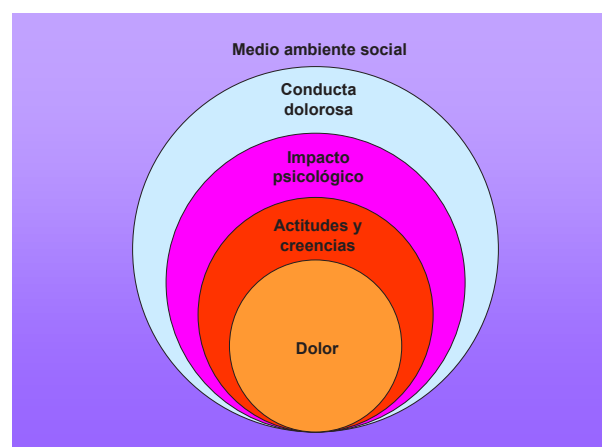 Medio ambiente social
Conducta
dolorosa
Impacto
psicológico
Actitudes y
creencias
Dolor